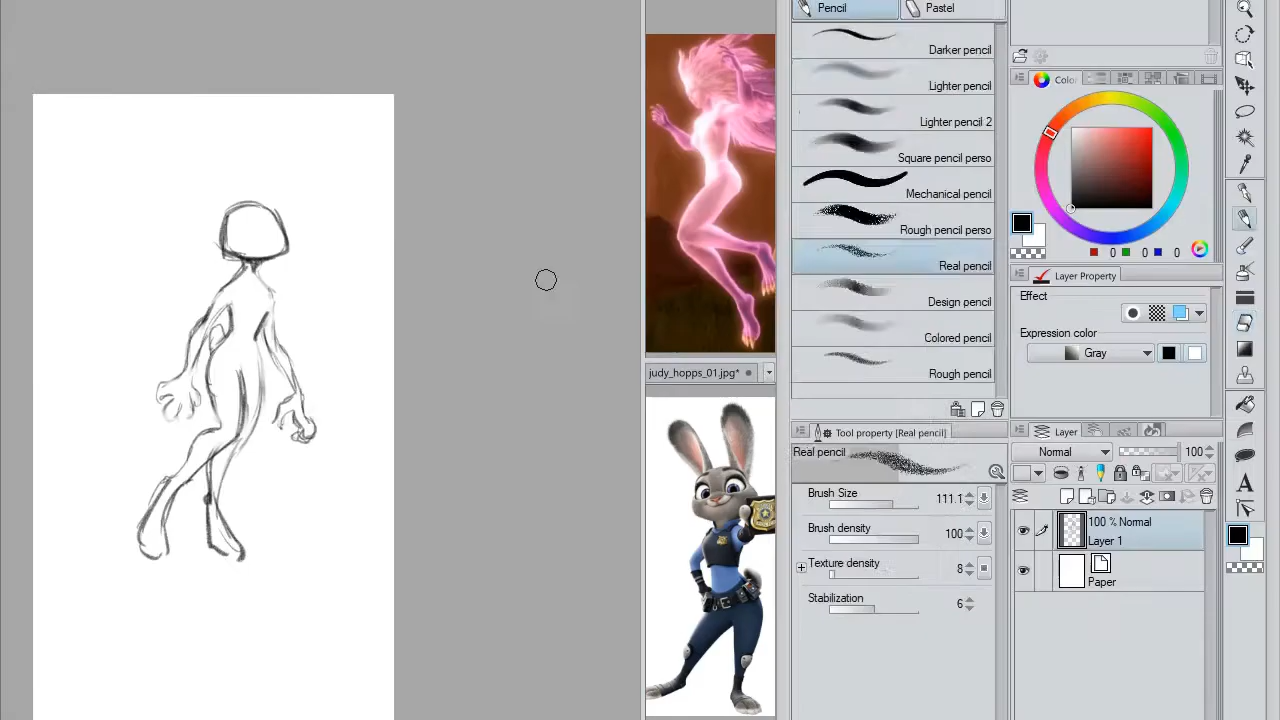 Pencil
Pastel
Darker pencil
Lighter pencil
Lighter pencil 2
Square pencil perso
Mechanical pencil
Rough pencil perso
Real pencil
Design pencil
Colored pencil
Rough pencil
Tool property [Real pencil]
Real pencil
Brush Size
111.1
Brush density
100
Texture density
8
Stabilization
6
judy_hopps_01.jpg*
Color
0
0
0
Layer Property
Effect
Expression color
Gray
Layer
Normal
100
100 % Normal
Layer 1
Paper